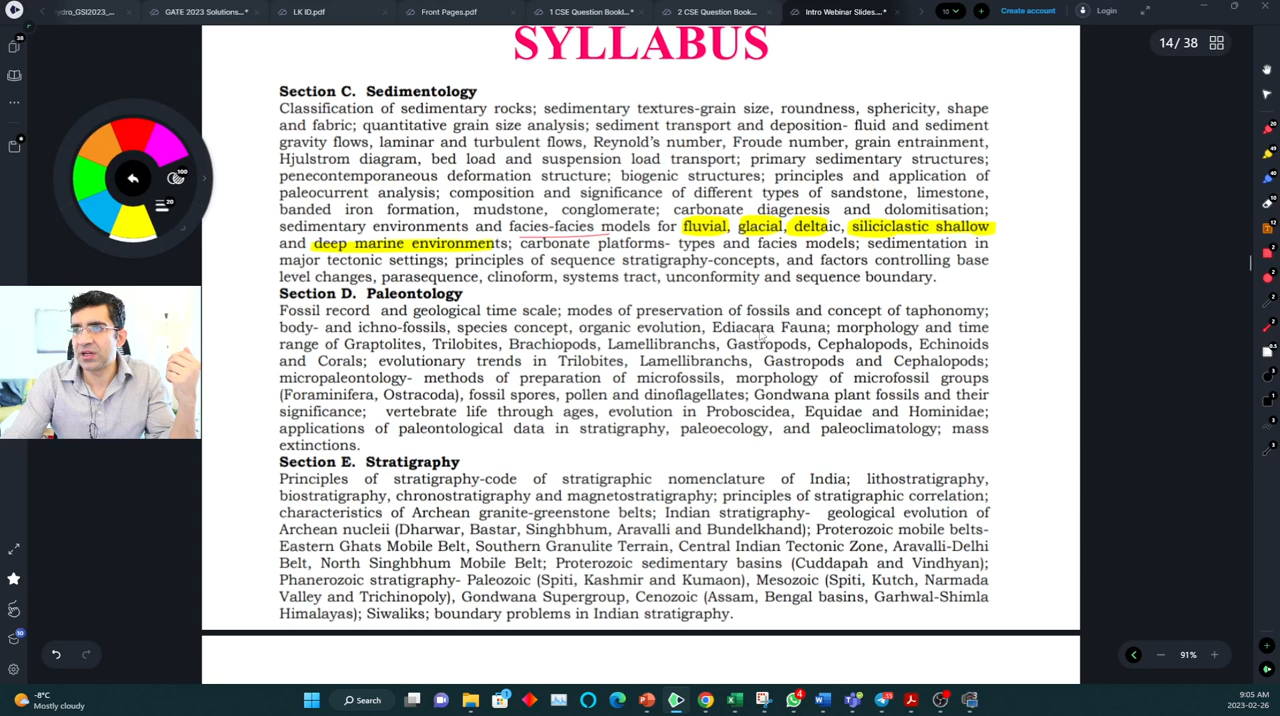 ydro_GSI2023_...
GATE 2023 Solutions...*
LK ID.pdf
Front Pages.pdf
1 CSE Question Bookl...*
2 CSE Question Book...
Intro Webinar Slides....*
10
Create account
Login
14 / 38
SYLLABUS
Section C. Sedimentology
Classification of sedimentary rocks; sedimentary textures-grain size, roundness, sphericity, shape
and fabric; quantitative grain size analysis; sediment transport and deposition- fluid and sediment
gravity flows, laminar and turbulent flows, Reynold's number, Froude number, grain entrainment,
Hjulstrom diagram, bed load and suspension load transport; primary sedimentary structures;
penecontemporaneous deformation structure; biogenic structures; principles and application of
paleocurrent analysis; composition and significance of different types of sandstone, limestone,
banded iron formation, mudstone, conglomerate; carbonate diagenesis and dolomitisation;
sedimentary environments and facies-facies models for fluvial, glacial, deltaic, siliciclastic shallow
and deep marine environments; carbonate platforms- types and facies models; sedimentation in
major tectonic settings; principles of sequence stratigraphy-concepts, and factors controlling base
level changes, parasequence, clinoform, systems tract, unconformity and sequence boundary.
Section D. Paleontology
Fossil record and geological time scale; modes of preservation of fossils and concept of taphonomy;
body- and ichno-fossils, species concept, organic evolution, Ediacara Fauna; morphology and time
range of Graptolites, Trilobites, Brachiopods, Lamellibranchs, Gastropods, Cephalopods, Echinoids
and Corals; evolutionary trends in Trilobites, Lamellibranchs, Gastropods and Cephalopods;
micropaleontology- methods of preparation of microfossils, morphology of microfossil groups
(Foraminifera, Ostracoda), fossil spores, pollen and dinoflagellates; Gondwana plant fossils and their
significance; vertebrate life through ages, evolution in Proboscidea, Equidae and Hominidae;
applications of paleontological data in stratigraphy, paleoecology, and paleoclimatology; mass
extinctions.
Section E. Stratigraphy
Principles of stratigraphy-code of stratigraphic nomenclature of India; lithostratigraphy,
biostratigraphy, chronostratigraphy and magnetostratigraphy; principles of stratigraphic correlation;
characteristics of Archean granite-greenstone belts; Indian stratigraphy- geological evolution of
Archean nucleii (Dharwar, Bastar, Singhbhum, Aravalli and Bundelkhand); Proterozoic mobile belts-
Eastern Ghats Mobile Belt, Southern Granulite Terrain, Central Indian Tectonic Zone, Aravalli-Delhi
Belt, North Singhbhum Mobile Belt; Proterozoic sedimentary basins (Cuddapah and Vindhyan);
Phanerozoic stratigraphy- Paleozoic (Spiti, Kashmir and Kumaon), Mesozoic (Spiti, Kutch, Narmada
Valley and Trichinopoly), Gondwana Supergroup, Cenozoic (Assam, Bengal basins, Garhwal-Shimla
Himalayas); Siwaliks; boundary problems in Indian stratigraphy.
100
20
91%
-8°C
Mostly cloudy
Search
9:05 AM
2023-02-26